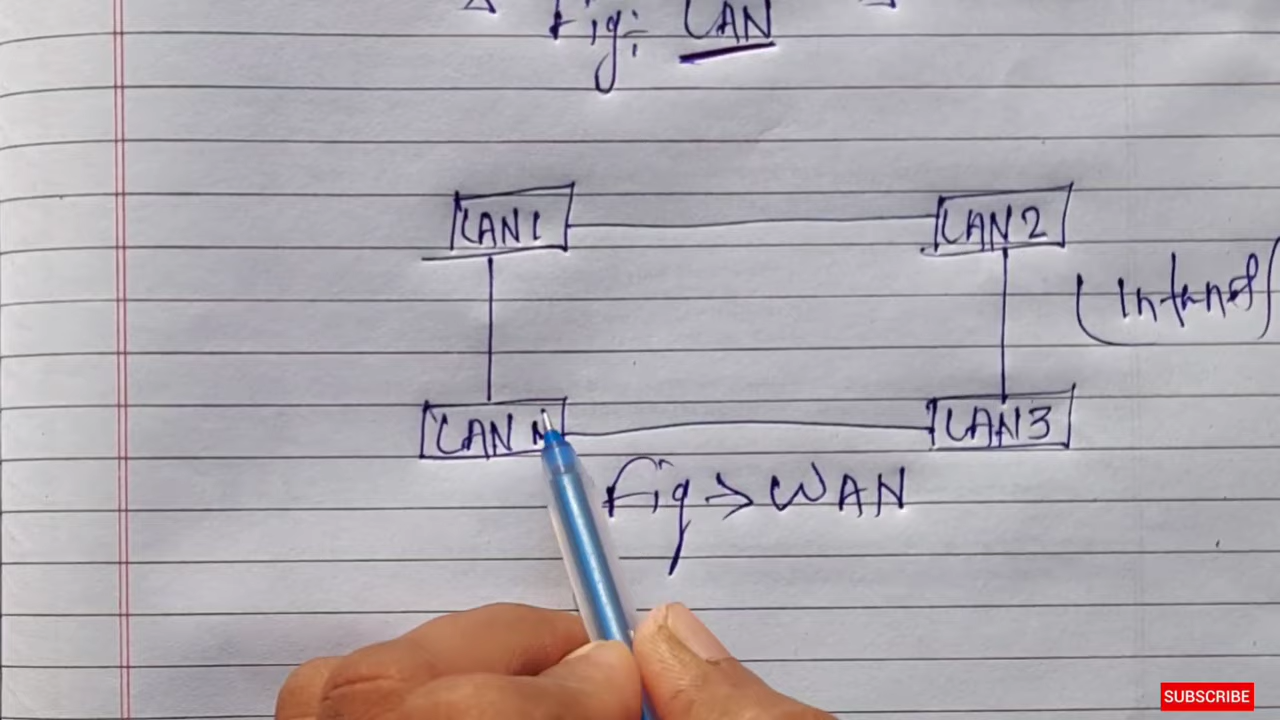 Fig:- LAN
LAN1 LAN2
(Internet)
LAN N LAN3
Fig → WAN
SUBSCRIBE